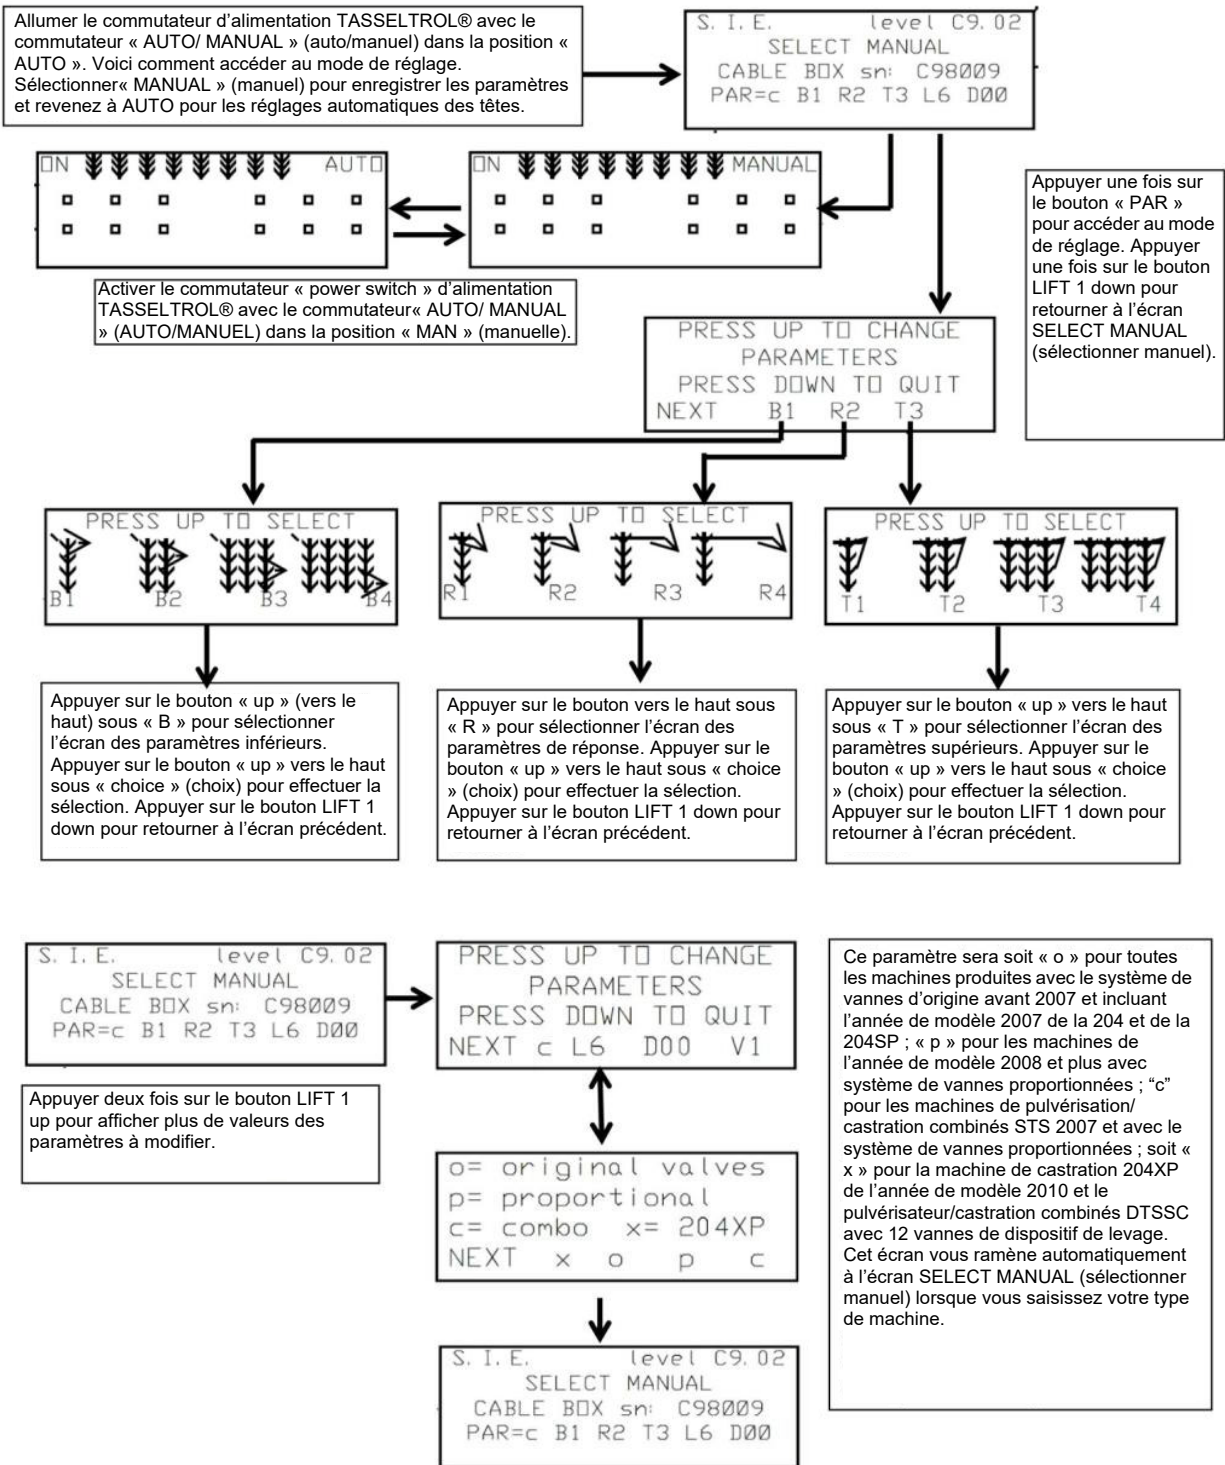 Allumer le commutateur d’alimentation TASSELTROL® avec le
commutateur « AUTO/ MANUAL » (auto/manuel) dans la position «
AUTO ». Voici comment accéder au mode de réglage.
Sélectionner« MANUAL » (manuel) pour enregistrer les paramètres
et revenez à AUTO pour les réglages automatiques des têtes.
S. I. E. level C9.02
SELECT MANUAL
CABLE BOX sn: C98009
PAR=c B1 R2 T3 L6 D00
ON AUTO
ON MANUAL
Appuyer une fois sur
le bouton « PAR »
pour accéder au mode
de réglage. Appuyer
une fois sur le bouton
LIFT 1 down pour
retourner à l’écran
SELECT MANUAL
(sélectionner manuel).
Activer le commutateur « power switch » d’alimentation
TASSELTROL® avec le commutateur« AUTO/ MANUAL
» (AUTO/MANUEL) dans la position « MAN » (manuelle).
PRESS UP TO CHANGE
PARAMETERS
PRESS DOWN TO QUIT
NEXT B1 R2 T3
PRESS UP TO SELECT
B1 B2 B3 B4
PRESS UP TO SELECT
R1 R2 R3 R4
PRESS UP TO SELECT
T1 T2 T3 T4
Appuyer sur le bouton « up » (vers le
haut) sous « B » pour sélectionner
l’écran des paramètres inférieurs.
Appuyer sur le bouton « up » vers le haut
sous « choice » (choix) pour effectuer la
sélection. Appuyer sur le bouton LIFT 1
down pour retourner à l’écran précédent.
Appuyer sur le bouton vers le haut sous
« R » pour sélectionner l’écran des
paramètres de réponse. Appuyer sur le
bouton « up » vers le haut sous « choice
» (choix) pour effectuer la sélection.
Appuyer sur le bouton LIFT 1 down pour
retourner à l’écran précédent.
Appuyer sur le bouton « up » vers le haut
sous « T » pour sélectionner l’écran des
paramètres supérieurs. Appuyer sur le
bouton « up » vers le haut sous « choice
» (choix) pour effectuer la sélection.
Appuyer sur le bouton LIFT 1 down pour
retourner à l’écran précédent.
S. I. E. level C9.02
SELECT MANUAL
CABLE BOX sn: C98009
PAR=c B1 R2 T3 L6 D00
PRESS UP TO CHANGE
PARAMETERS
PRESS DOWN TO QUIT
NEXT c L6 D00 V1
Appuyer deux fois sur le bouton LIFT 1
up pour afficher plus de valeurs des
paramètres à modifier.
o= original valves
p= proportional
c= combo x= 204XP
NEXT x o p c
Ce paramètre sera soit « o » pour toutes
les machines produites avec le système de
vannes d’origine avant 2007 et incluant
l’année de modèle 2007 de la 204 et de la
204SP ; « p » pour les machines de
l’année de modèle 2008 et plus avec
système de vannes proportionnées ; “c”
pour les machines de pulvérisation/
castration combinés STS 2007 et avec le
système de vannes proportionnées ; soit «
x » pour la machine de castration 204XP
de l’année de modèle 2010 et le
pulvérisateur/castration combinés DTSSC
avec 12 vannes de dispositif de levage.
Cet écran vous ramène automatiquement
à l’écran SELECT MANUAL (sélectionner
manuel) lorsque vous saisissez votre type
de machine.
S. I. E. level C9.02
SELECT MANUAL
CABLE BOX sn: C98009
PAR=c B1 R2 T3 L6 D00